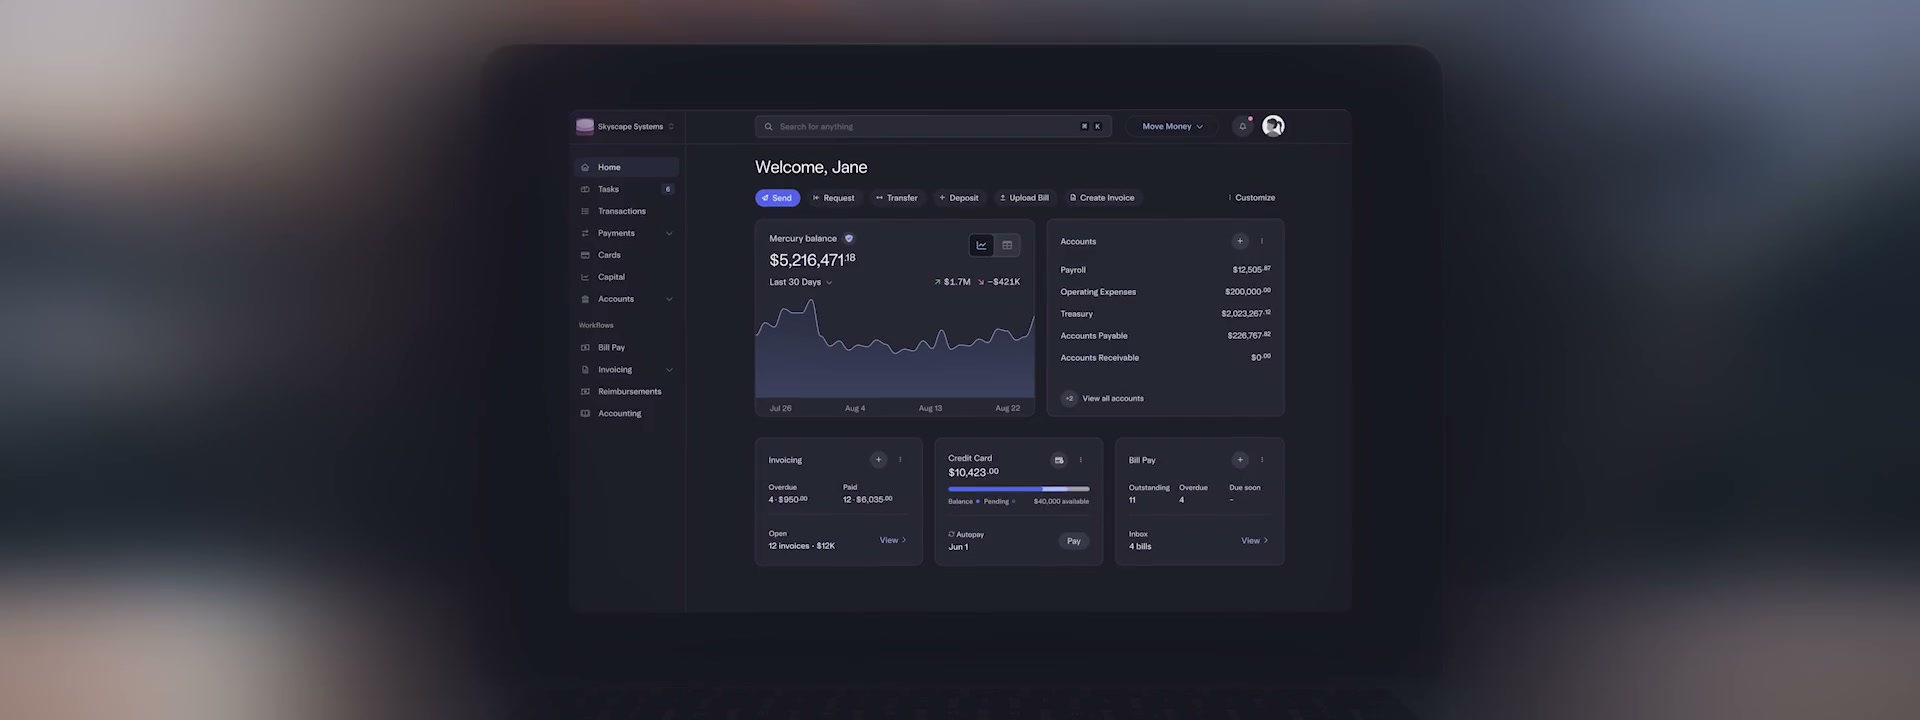 Skyscape Systems
Search for anything
⌘ K
Move Money
Home
Tasks 6
Transactions
Payments
Cards
Capital
Accounts
Workflows
Bill Pay
Invoicing
Reimbursements
Accounting
Welcome, Jane
Send Request Transfer Deposit Upload Bill Create Invoice Customize
Mercury balance
$5,216,471.18
Last 30 Days ↗ $1.7M ↘ −$421K
Jul 26 Aug 4 Aug 13 Aug 22
Accounts
Payroll $12,505.87
Operating Expenses $200,000.00
Treasury $2,023,267.12
Accounts Payable $226,767.82
Accounts Receivable $0.00
+2 View all accounts
Invoicing
Overdue Paid
4 · $950.00 12 · $6,035.00
Open
12 invoices · $12K View
Credit Card
$10,423.00
Balance Pending $40,000 available
Autopay
Jun 1 Pay
Bill Pay
Outstanding Overdue Due soon
11 4 -
Inbox
4 bills View